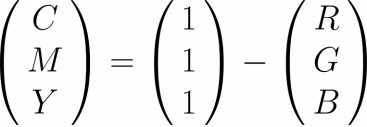 ( C ) = ( 1 ) − ( R )
( M ) = ( 1 ) − ( G )
( Y ) = ( 1 ) − ( B )